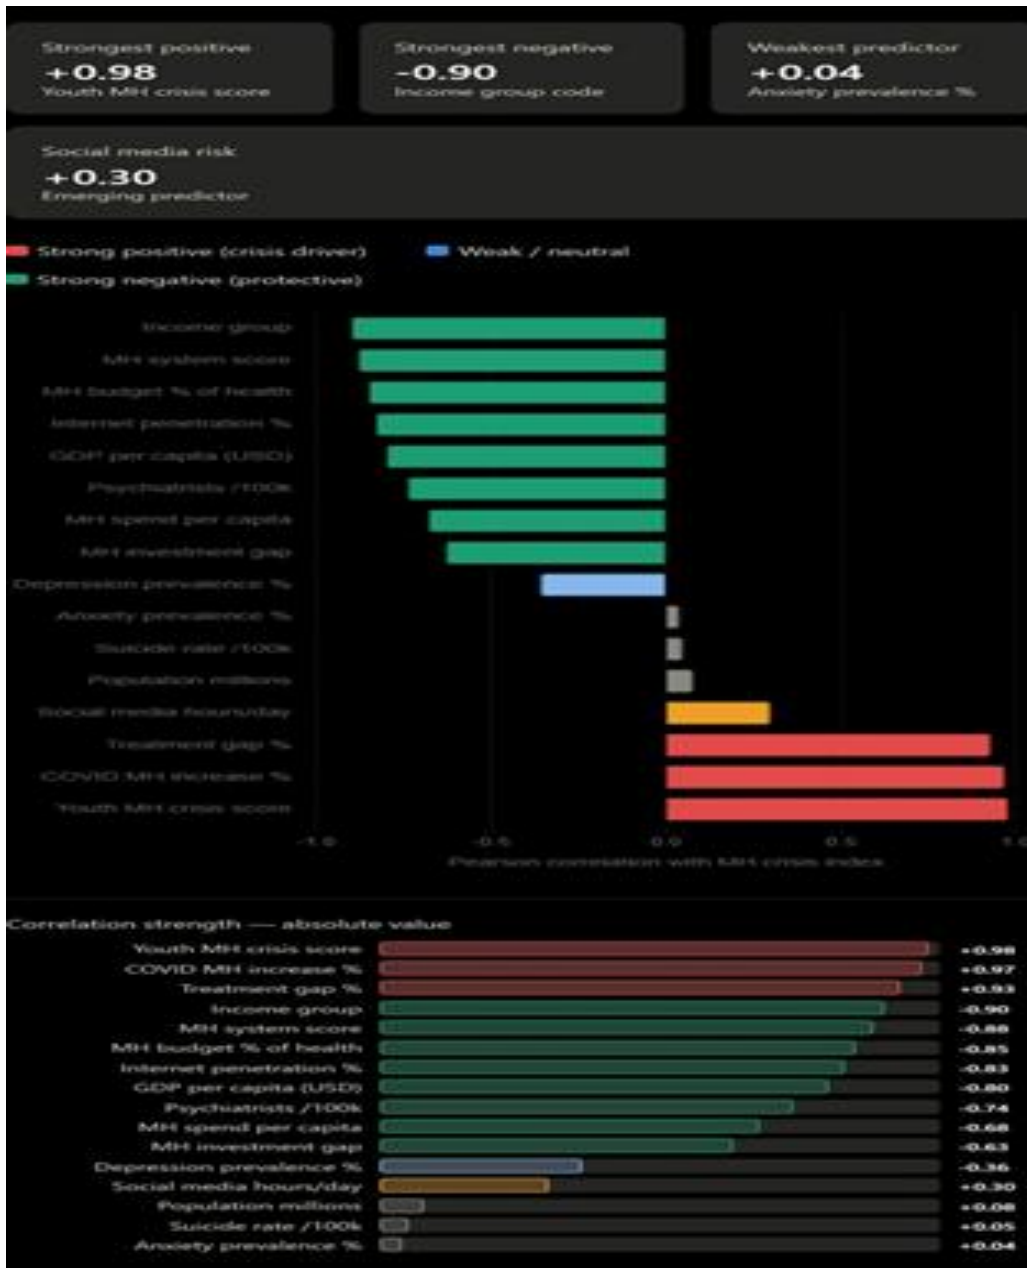 Strongest positive
+0.98
Youth MH crisis score
Strongest negative
-0.90
Income group code
Weakest predictor
+0.04
Anxiety prevalence %
Social media risk
+0.30
Emerging predictor
Strong positive (crisis driver)
Weak / neutral
Strong negative (protective)
Income group
MH system score
MH budget % of health
Internet penetration %
GDP per capita (USD)
Psychiatrists /100k
MH spend per capita
MH investment gap
Depression prevalence %
Anxiety prevalence %
Suicide rate /100k
Population millions
Social media hours/day
Treatment gap %
COVID MH increase %
Youth MH crisis score
-1.0 -0.5 0.0 0.5 1.0
Pearson correlation with MH crisis index
Correlation strength — absolute value
Youth MH crisis score +0.98
COVID MH increase % +0.97
Treatment gap % +0.93
Income group -0.90
MH system score -0.88
MH budget % of health -0.85
Internet penetration % -0.83
GDP per capita (USD) -0.80
Psychiatrists /100k -0.74
MH spend per capita -0.68
MH investment gap -0.63
Depression prevalence % -0.36
Social media hours/day +0.30
Population millions +0.08
Suicide rate /100k +0.05
Anxiety prevalence % +0.04